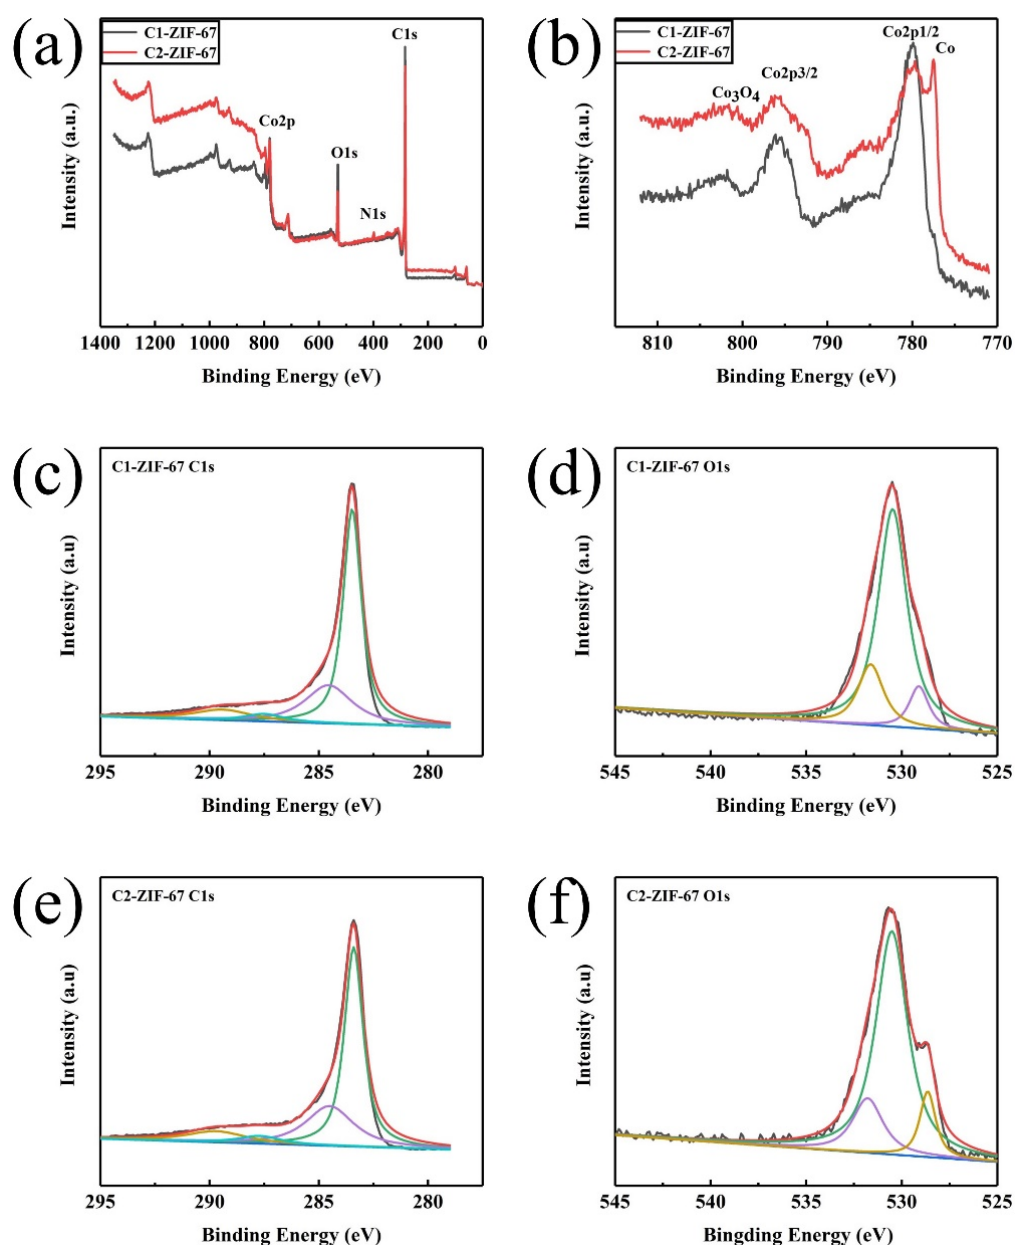 (a)
C1-ZIF-67
C2-ZIF-67
C1s
Co2p
O1s
N1s
Intensity (a.u.)
1400 1200 1000 800 600 400 200 0
Binding Energy (eV)
(b)
C1-ZIF-67
C2-ZIF-67
Co2p1/2
Co
Co2p3/2
Co₃O₄
Intensity (a.u.)
810 800 790 780 770
Binding Energy (eV)
(c)
C1-ZIF-67 C1s
Intensity (a.u)
295 290 285 280
Binding Energy (eV)
(d)
C1-ZIF-67 O1s
Intensity (a.u)
545 540 535 530 525
Binding Energy (eV)
(e)
C2-ZIF-67 C1s
Intensity (a.u)
295 290 285 280
Binding Energy (eV)
(f)
C2-ZIF-67 O1s
Intensity (a.u)
545 540 535 530 525
Bingding Energy (eV)